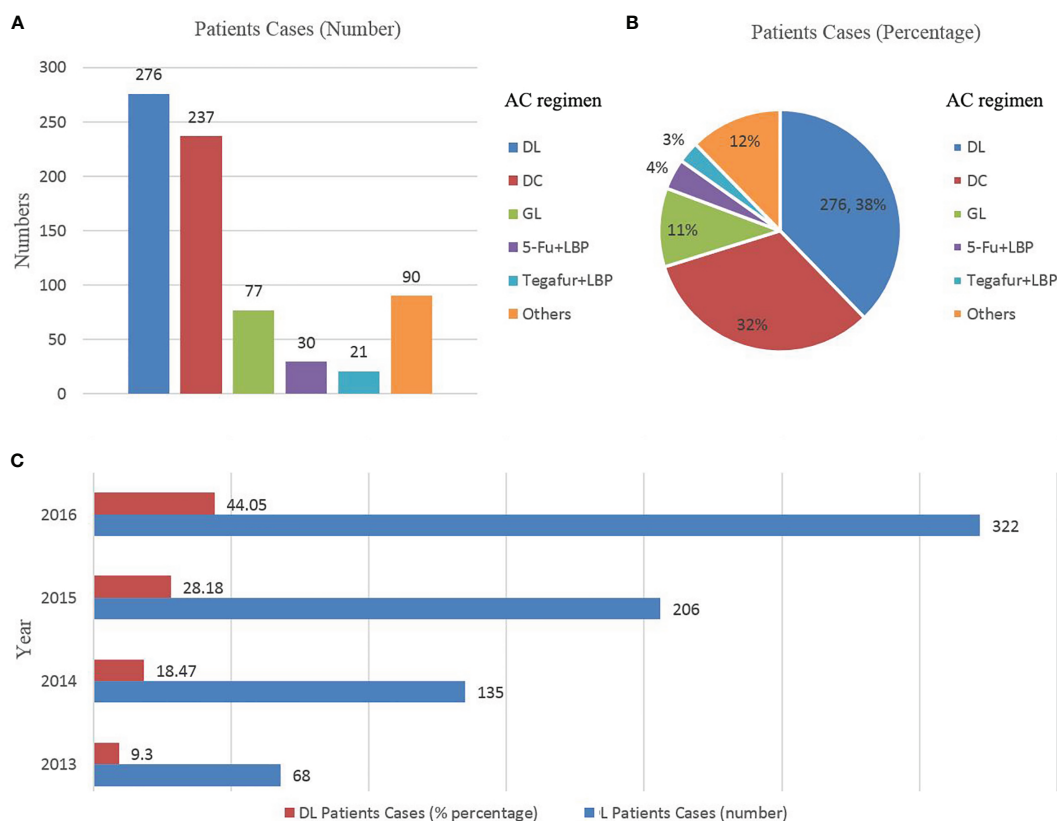 A
Patients Cases (Number)
300
250
200
150
100
50
0
Numbers
276
237
77
30
21
90
AC regimen
DL
DC
GL
5-Fu+LBP
Tegafur+LBP
Others
B
Patients Cases (Percentage)
3%
4%
12%
11%
32%
276, 38%
AC regimen
DL
DC
GL
5-Fu+LBP
Tegafur+LBP
Others
C
Year
2016
44.05
322
2015
28.18
206
2014
18.47
135
2013
9.3
68
DL Patients Cases (% percentage)
L Patients Cases (number)